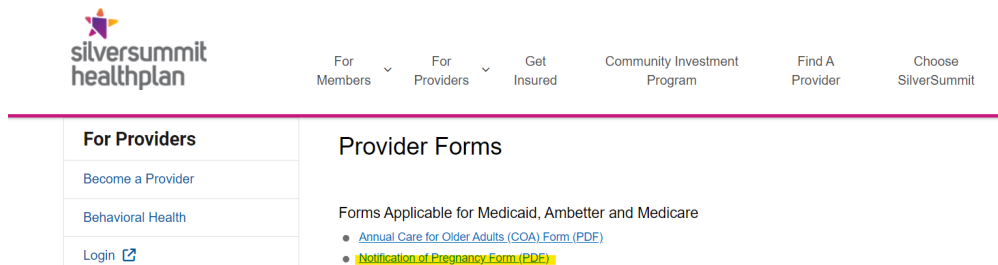 silversummit
healthplan
For Members
For Providers
Get Insured
Community Investment Program
Find A Provider
Choose SilverSummit
For Providers
Become a Provider
Behavioral Health
Login
Provider Forms
Forms Applicable for Medicaid, Ambetter and Medicare
Annual Care for Older Adults (COA) Form (PDF)
Notification of Pregnancy Form (PDF)